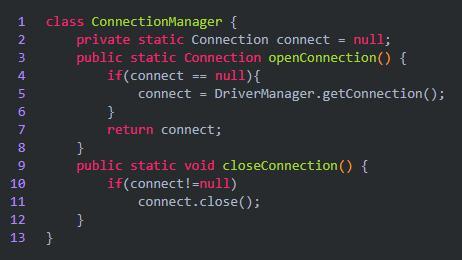 1 class ConnectionManager {
2     private static Connection connect = null;
3     public static Connection openConnection() {
4         if(connect == null){
5             connect = DriverManager.getConnection();
6         }
7         return connect;
8     }
9     public static void closeConnection() {
10         if(connect!=null)
11             connect.close();
12     }
13 }